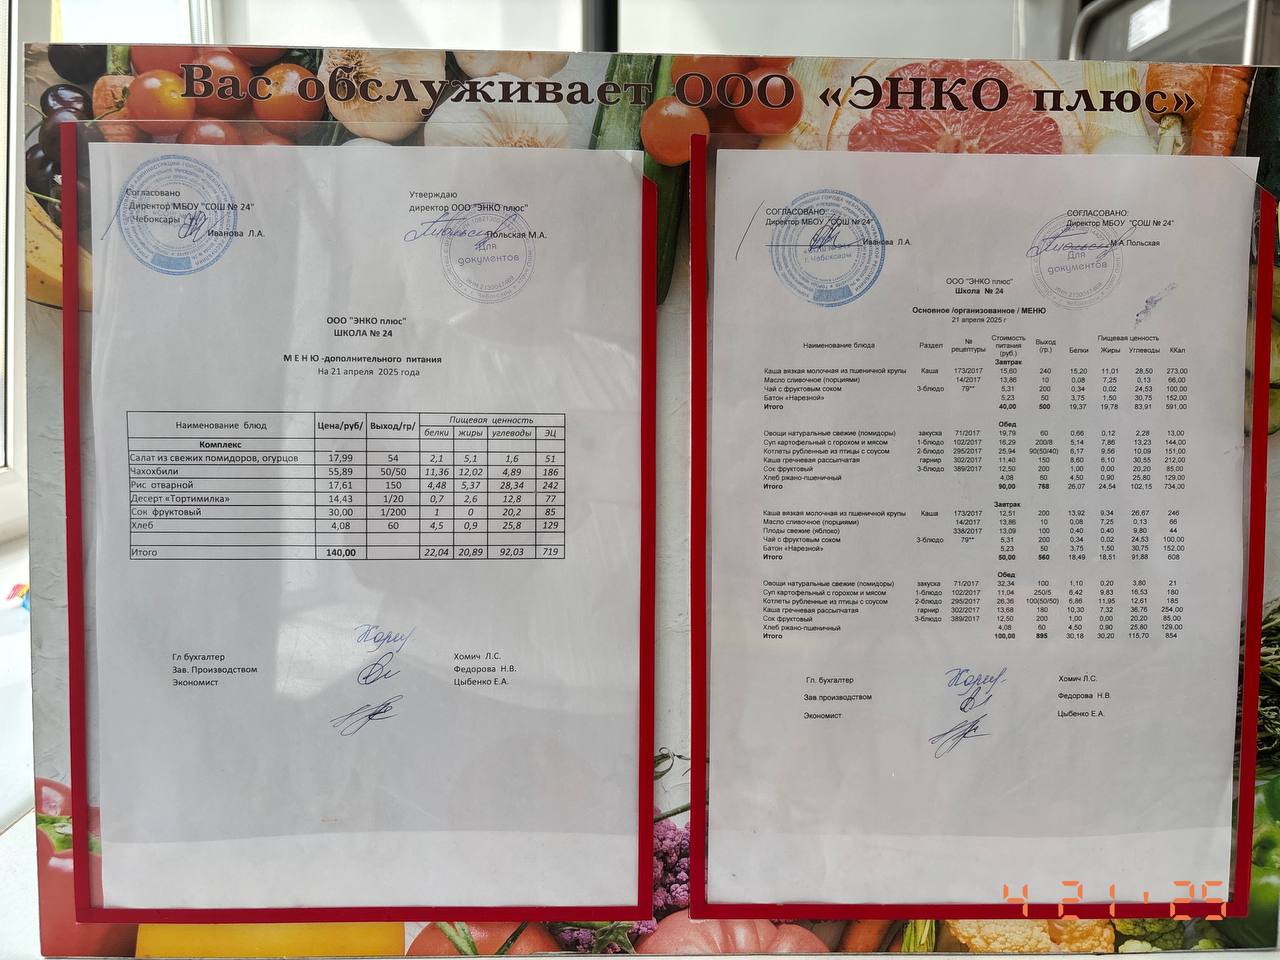 Вас обслуживает ООО «ЭНКО плюс»
Согласовано
Директор МБОУ "СОШ № 24"
Чебоксары
Иванова Л.А.
Утверждаю
директор ООО "ЭНКО плюс"
Польская М.А.
Для
документов
ООО "ЭНКО плюс"
ШКОЛА № 24
М Е Н Ю -дополнительного питания
На 21 апреля 2025 года
Наименование блюд Цена/руб/ Выход/гр/ Пищевая ценность
белки жиры углеводы ЭЦ
Комплекс
Салат из свежих помидоров, огурцов 17,99 54 2,1 5,1 1,6 51
Чахохбили 55,89 50/50 11,36 12,02 4,89 186
Рис отварной 17,61 150 4,48 5,37 28,34 242
Десерт «Тортимилка» 14,43 1/20 0,7 2,6 12,8 77
Сок фруктовый 30,00 1/200 1 0 20,2 85
Хлеб 4,08 60 4,5 0,9 25,8 129
Итого 140,00 22,04 20,89 92,03 719
Гл бухгалтер Хомич Л.С.
Зав. Производством Федорова Н.В.
Экономист Цыбенко Е.А.
СОГЛАСОВАНО:
Директор МБОУ "СОШ № 24"
Иванова Л.А.
г. Чебоксары
СОГЛАСОВАНО:
Директор МБОУ "СОШ № 24"
М.А.Польская
Для
документов
ООО "ЭНКО плюс"
Школа № 24
Основное /организованное / МЕНЮ
21 апреля 2025 г
Наименование блюда Раздел № рецептуры Стоимость питания (руб.) Выход (гр.) Пищевая ценность
Белки Жиры Углеводы ККал
Завтрак
Каша вязкая молочная из пшеничной крупы Каша 173/2017 15,60 240 15,20 11,01 28,50 273,00
Масло сливочное (порциями) 14/2017 13,86 10 0,08 7,25 0,13 66,00
Чай с фруктовым соком 3-блюдо 79** 5,31 200 0,34 0,02 24,53 100,00
Батон «Нарезной» 5,23 50 3,75 1,50 30,75 152,00
Итого 40,00 500 19,37 19,78 83,91 591,00
Обед
Овощи натуральные свежие (помидоры) закуска 71/2017 19,79 60 0,66 0,12 2,28 13,00
Суп картофельный с горохом и мясом 1-блюдо 102/2017 16,29 200/8 5,14 7,86 13,23 144,00
Котлеты рубленные из птицы с соусом 2-блюдо 295/2017 25,94 90(50/40) 6,17 9,56 10,09 151,00
Каша гречневая рассыпчатая гарнир 302/2017 11,40 150 8,60 6,10 30,55 212,00
Сок фруктовый 3-блюдо 389/2017 12,50 200 1,00 0,00 20,20 85,00
Хлеб ржано-пшеничный 4,08 60 4,50 0,90 25,80 129,00
Итого 90,00 768 26,07 24,54 102,15 734,00
Завтрак
Каша вязкая молочная из пшеничной крупы Каша 173/2017 12,51 200 13,92 9,34 26,67 246
Масло сливочное (порциями) 14/2017 13,86 10 0,08 7,25 0,13 66
Плоды свежие (яблоко) 338/2017 13,09 100 0,40 0,40 9,80 44
Чай с фруктовым соком 3-блюдо 79** 5,31 200 0,34 0,02 24,53 100,00
Батон «Нарезной» 5,23 50 3,75 1,50 30,75 152,00
Итого 50,00 560 18,49 18,51 91,88 608
Обед
Овощи натуральные свежие (помидоры) закуска 71/2017 32,34 100 1,10 0,20 3,80 21
Суп картофельный с горохом и мясом 1-блюдо 102/2017 11,04 250/5 6,42 9,83 16,53 180
Котлеты рубленные из птицы с соусом 2-блюдо 295/2017 26,36 100(50/50) 6,86 11,95 12,61 185
Каша гречневая рассыпчатая гарнир 302/2017 13,68 180 10,30 7,32 36,76 254,00
Сок фруктовый 3-блюдо 389/2017 12,50 200 1,00 0,00 20,20 85,00
Хлеб ржано-пшеничный 4,08 60 4,50 0,90 25,80 129,00
Итого 100,00 895 30,18 30,20 115,70 854
Гл. бухгалтер Хомич Л.С.
Зав.производством Федорова Н.В.
Экономист Цыбенко Е.А.
4 21 '25